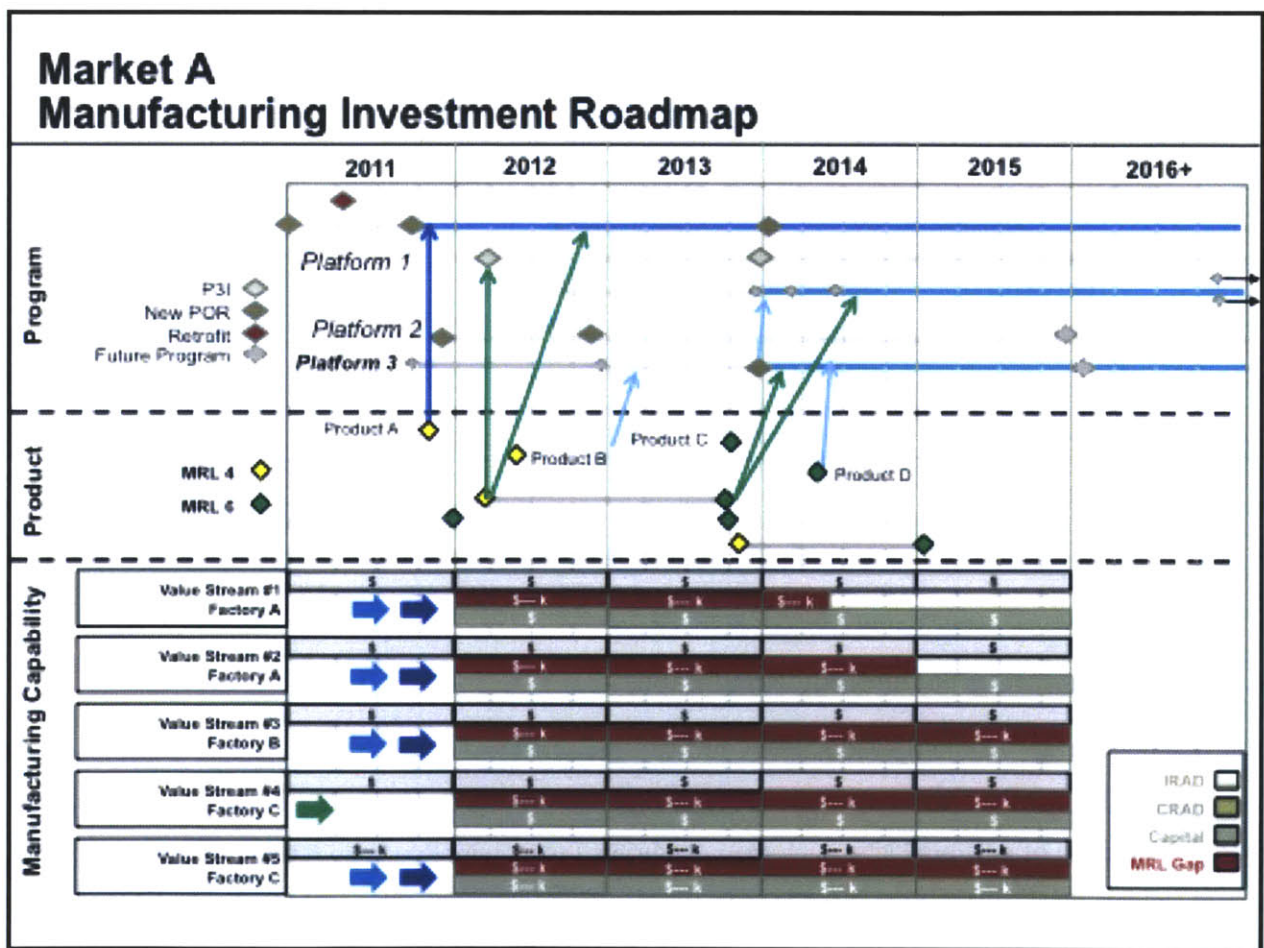 Market A
Manufacturing Investment Roadmap
2011 2012 2013 2014 2015 2016+
Program
Platform 1
P3I
New POR
Retrofit
Future Program
Platform 2
Platform 3
Product
Product A
Product B
Product C
Product D
MRL 4
MRL 6
Manufacturing Capability
Value Stream #1
Factory A
$ $ $ $ $
$--- k $--- k $--- k
$ $ $ $
Value Stream #2
Factory A
$ $ $ $ $
$--- k $--- k $--- k
$ $ $ $
Value Stream #3
Factory B
$ $ $ $ $
$--- k $--- k $--- k $--- k
$ $ $ $
Value Stream #4
Factory C
$ $ $ $ $
$--- k $--- k $--- k $--- k
$ $ $ $
Value Stream #5
Factory C
$--- k $--- k $--- k $--- k $--- k
$--- k $--- k $--- k $--- k
$--- k $--- k $--- k $--- k
IRAD
CRAD
Capital
MRL Gap